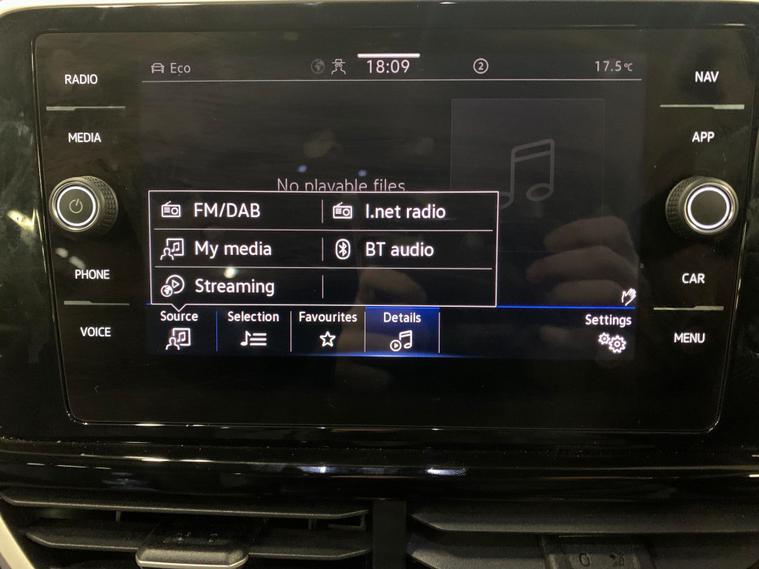 RADIO
MEDIA
PHONE
VOICE
Eco
18:09
2
17.5°C
No playable files
FM/DAB
I.net radio
My media
BT audio
Streaming
Source
Selection
Favourites
Details
Settings
NAV
APP
CAR
MENU
0